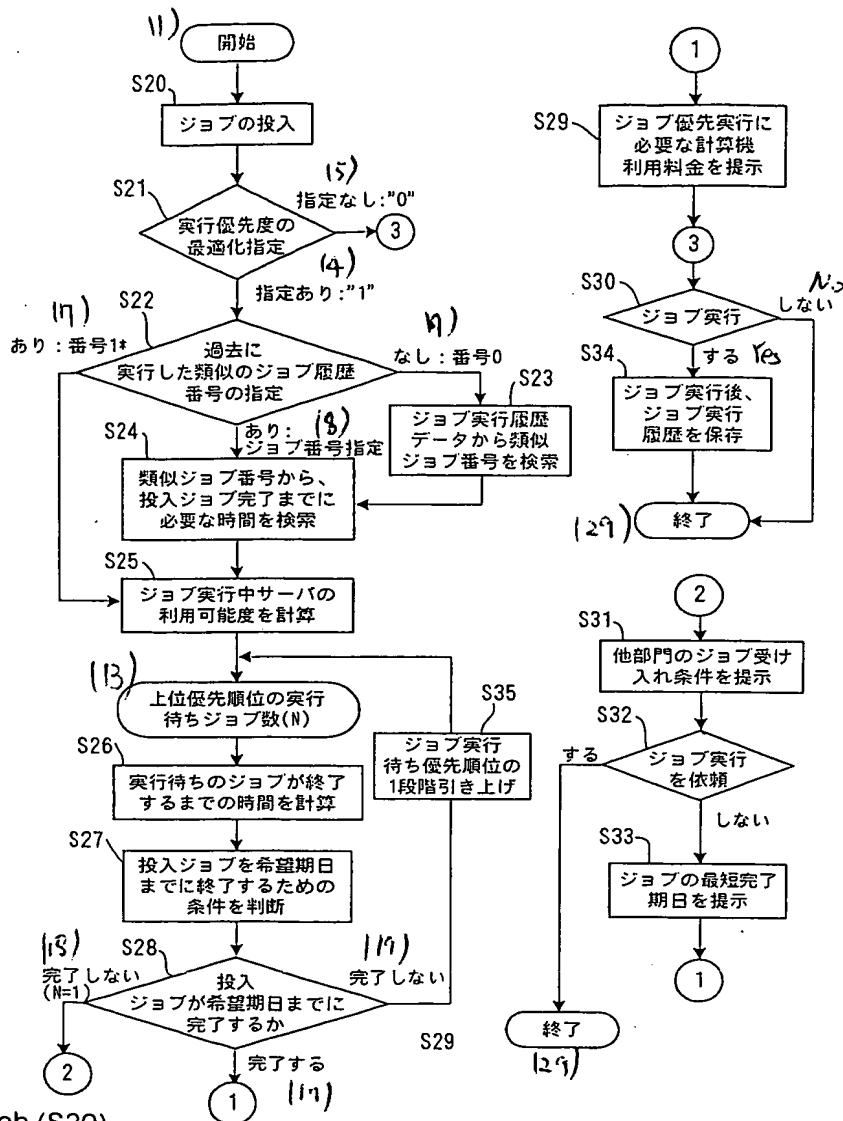 11)
開始
S20
ジョブの投入
S21
(5)
指定なし:"0"
実行優先度の
最適化指定
3
(4)
指定あり:"1"
S22
あり:番号1*
過去に
実行した類似のジョブ履歴
番号の指定
なし:番号0
S23
ジョブ実行履歴
データから類似
ジョブ番号を検索
あり:
(8)
ジョブ番号指定
S24
類似ジョブ番号から、
投入ジョブ完了までに
必要な時間を検索
S25
ジョブ実行中サーバの
利用可能度を計算
(13)
上位優先順位の実行
待ちジョブ数(N)
S35
ジョブ実行
待ち優先順位の
1段階引き上げ
S26
実行待ちのジョブが終了
するまでの時間を計算
S27
投入ジョブを希望期日
までに終了するための
条件を判断
S28
(18)
完了しない
(N=1)
投入
ジョブが希望期日までに
完了するか
(19)
完了しない
S29
2
完了する
1
(17)
1
S29
ジョブ優先実行に
必要な計算機
利用料金を提示
3
S30
ジョブ実行
No
しない
する Yes
S34
ジョブ実行後、
ジョブ実行
履歴を保存
終了
(29)
2
S31
他部門のジョブ受け
入れ条件を提示
S32
ジョブ実行
を依頼
する
しない
S33
ジョブの最短完了
期日を提示
1
終了
(29)